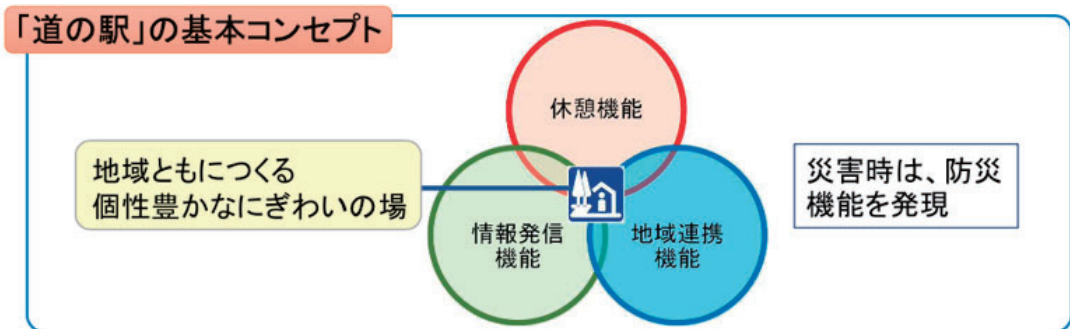 「道の駅」の基本コンセプト
休憩機能
地域ともにつくる
個性豊かなにぎわいの場
情報発信
機能
地域連携
機能
災害時は、防災
機能を発現